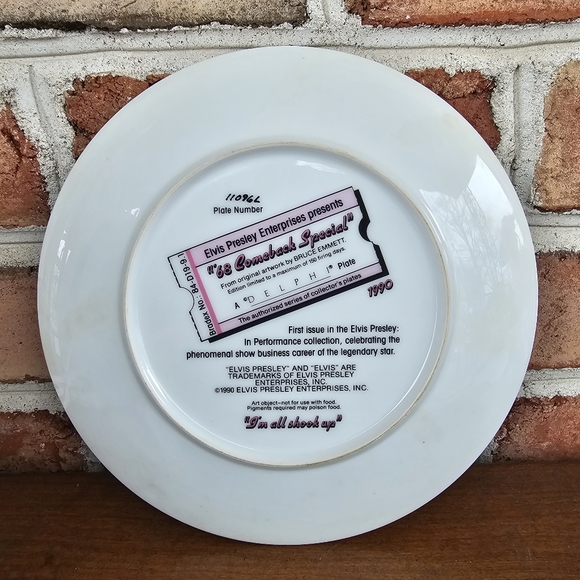 11096L
Plate Number
Elvis Presley Enterprises presents
"'68 Comeback Special"
From original artwork by BRUCE EMMETT.
Edition limited to a maximum of 150 firing days.
A ©DELPHI® Plate
The authorized series of collector's plates
Bradex No: 84-D19-9.1
1990
First issue in the Elvis Presley:
In Performance collection, celebrating the
phenomenal show business career of the legendary star.
"ELVIS PRESLEY" AND "ELVIS" ARE
TRADEMARKS OF ELVIS PRESLEY
ENTERPRISES, INC.
©1990 ELVIS PRESLEY ENTERPRISES, INC.
Art object–not for use with food.
Pigments required may poison food.
"I'm all shook up"